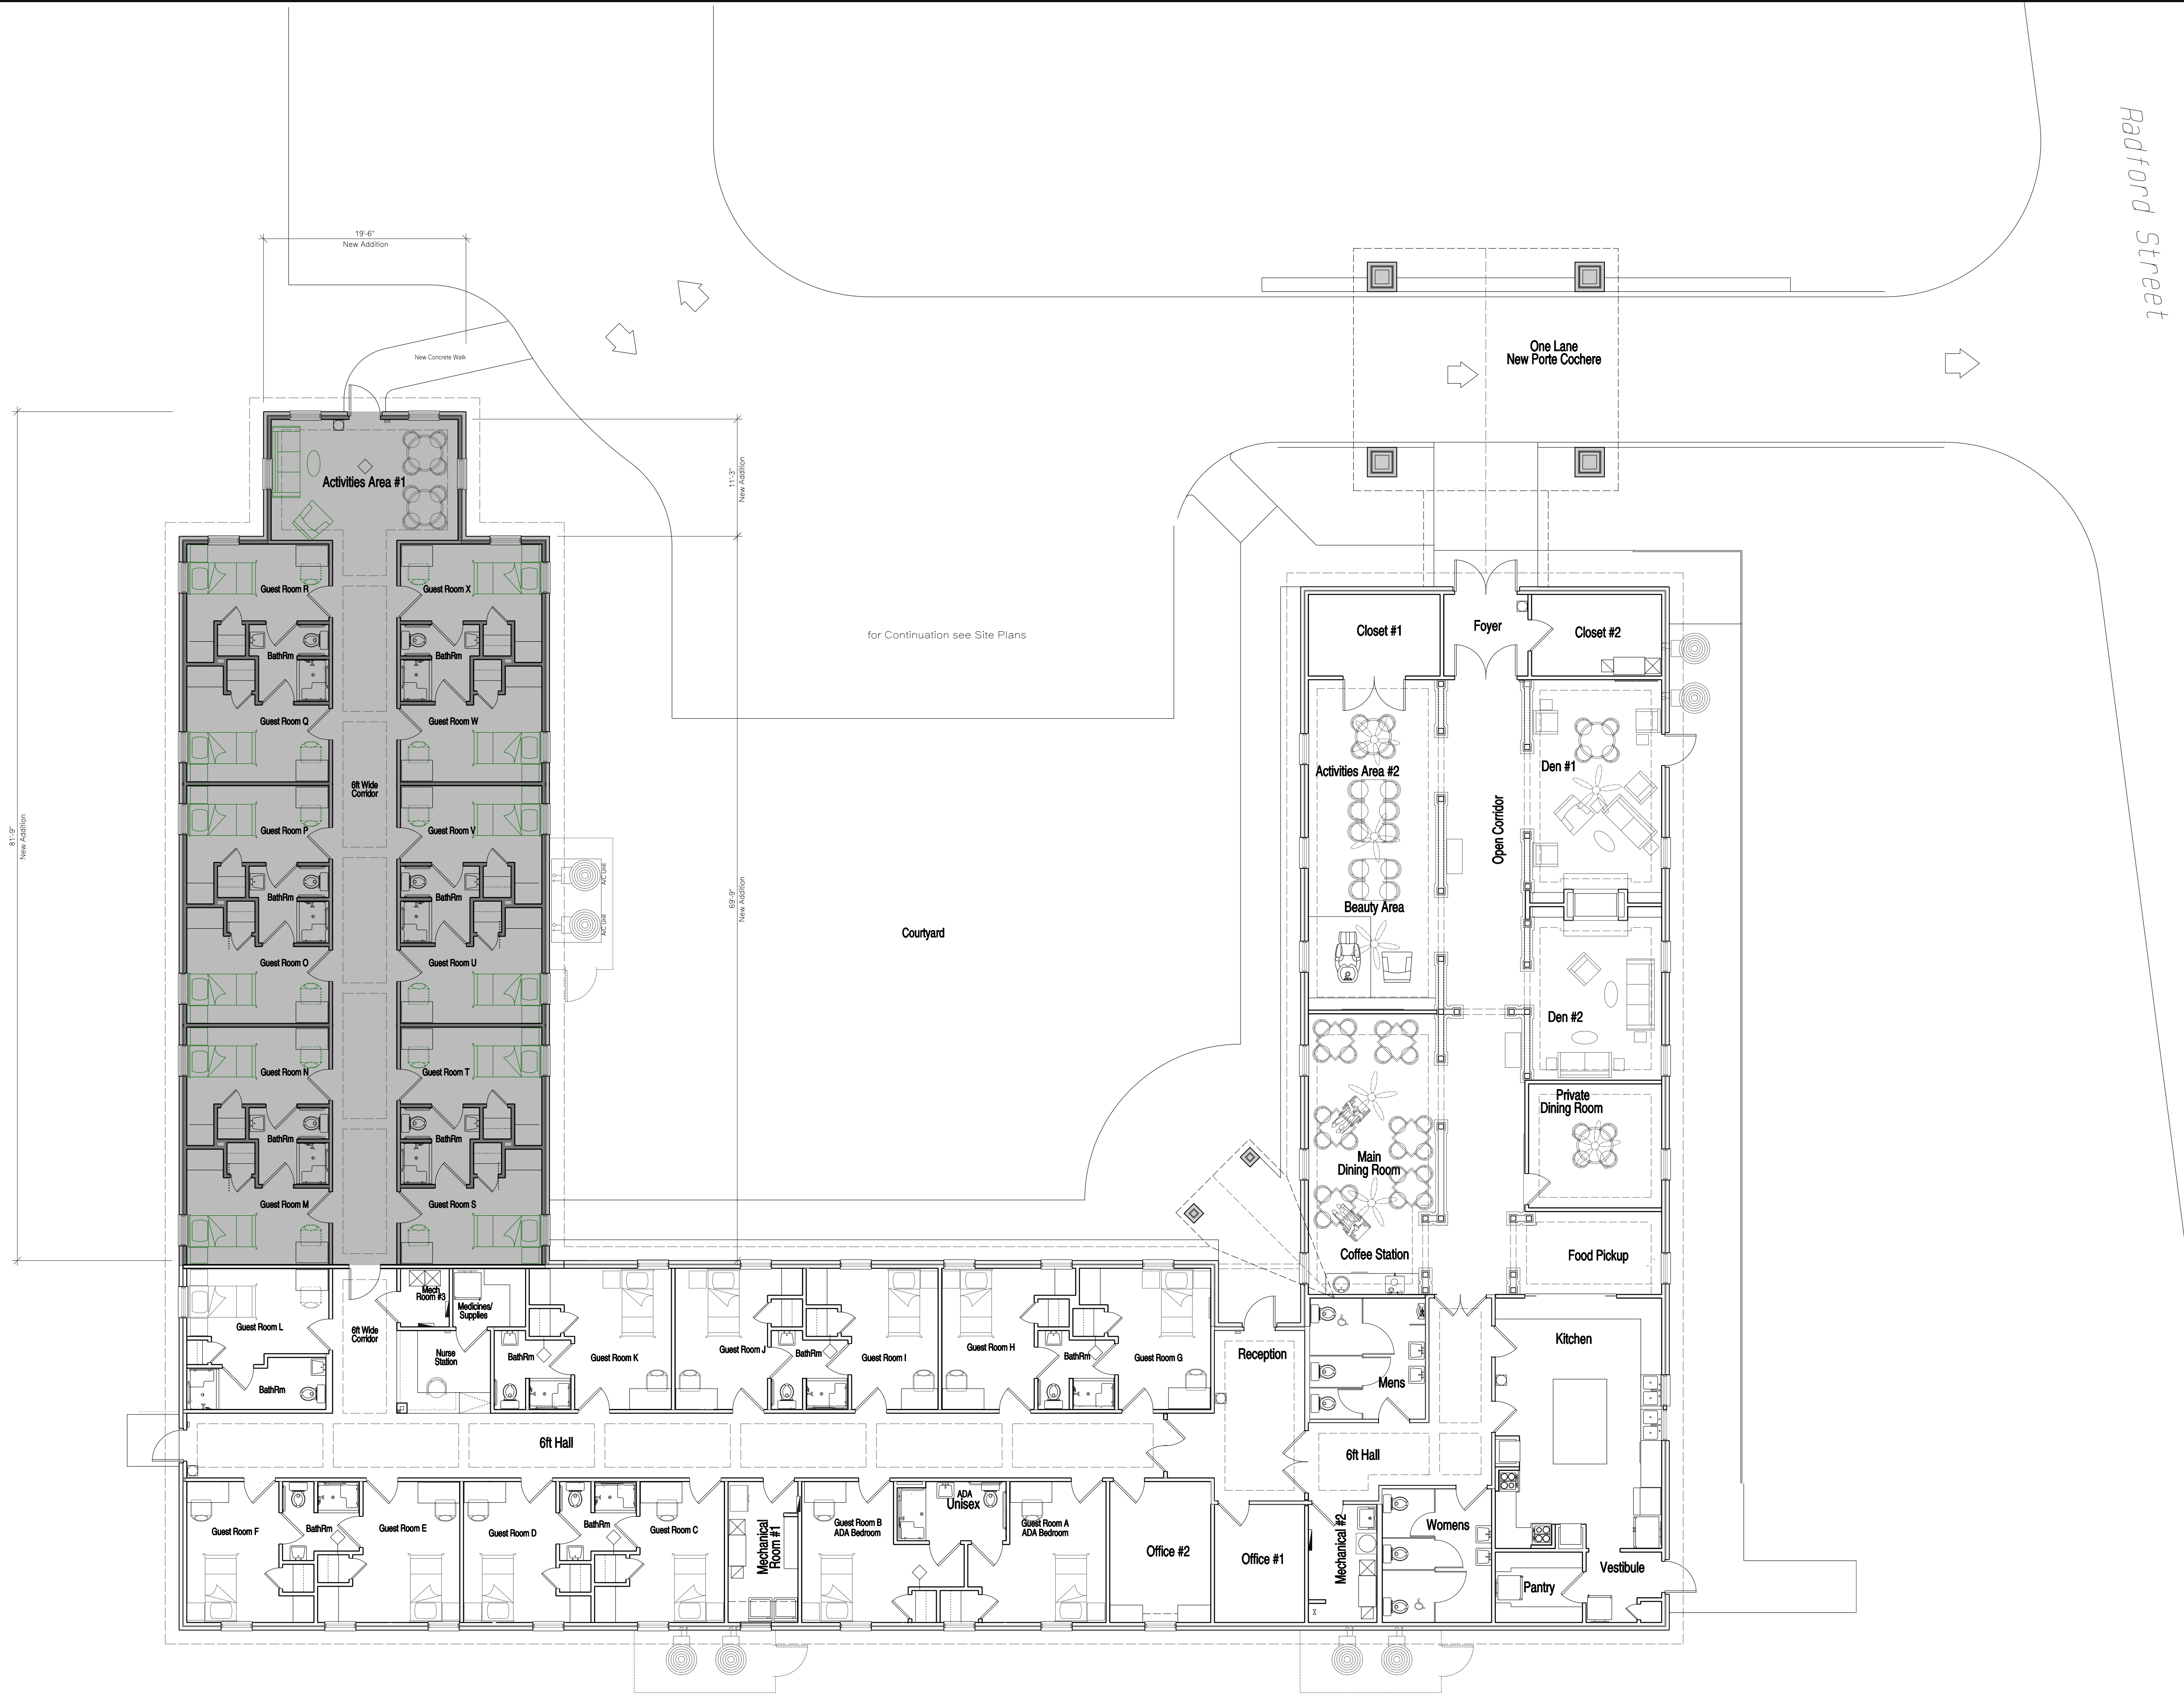 Radford Street
19'-6"
New Addition
New Concrete Walk
One Lane
New Porte Cochere
Activities Area #1
11'-3"
New Addition
81'-9"
New Addition
69'-9"
New Addition
Guest Room R
Guest Room X
BathRm
BathRm
Guest Room Q
Guest Room W
6ft Wide
Corridor
Guest Room P
Guest Room V
BathRm
BathRm
A/C Unit
A/C Unit
Guest Room O
Guest Room U
Guest Room N
Guest Room T
BathRm
BathRm
Guest Room M
Guest Room S
for Continuation see Site Plans
Courtyard
Closet #1
Foyer
Closet #2
Activities Area #2
Den #1
Open Corridor
Beauty Area
Den #2
Private
Dining Room
Main
Dining Room
Coffee Station
Food Pickup
Guest Room L
BathRm
6ft Wide
Corridor
Mech
Room #3
Medicines/
Supplies
Nurse
Station
BathRm
Guest Room K
Guest Room J
BathRm
Guest Room I
Guest Room H
BathRm
Guest Room G
Reception
Mens
Kitchen
6ft Hall
6ft Hall
Guest Room F
BathRm
Guest Room E
Guest Room D
BathRm
Guest Room C
Mechanical
Room #1
Guest Room B
ADA Bedroom
ADA
Unisex
Guest Room A
ADA Bedroom
Office #2
Office #1
Mechanical #2
Womens
Pantry
Vestibule